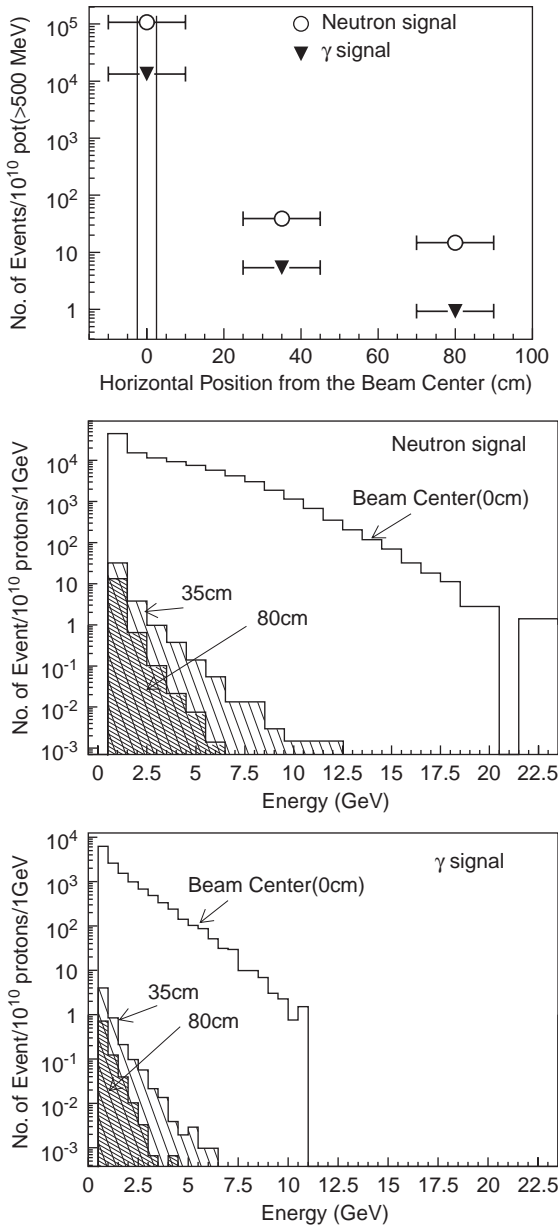 No. of Events/10^10 pot(>500 MeV)
10^5
10^4
10^3
10^2
10
1
Neutron signal
γ signal
0 20 40 60 80 100
Horizontal Position from the Beam Center (cm)
No. of Event/10^10 protons/1GeV
10^4
10^3
10^2
10
1
10^-1
10^-2
10^-3
Neutron signal
Beam Center(0cm)
35cm
80cm
0 2.5 5 7.5 10 12.5 15 17.5 20 22.5
Energy (GeV)
No. of Event/10^10 protons/1GeV
10^4
10^3
10^2
10
1
10^-1
10^-2
10^-3
γ signal
Beam Center(0cm)
35cm
80cm
0 2.5 5 7.5 10 12.5 15 17.5 20 22.5
Energy (GeV)